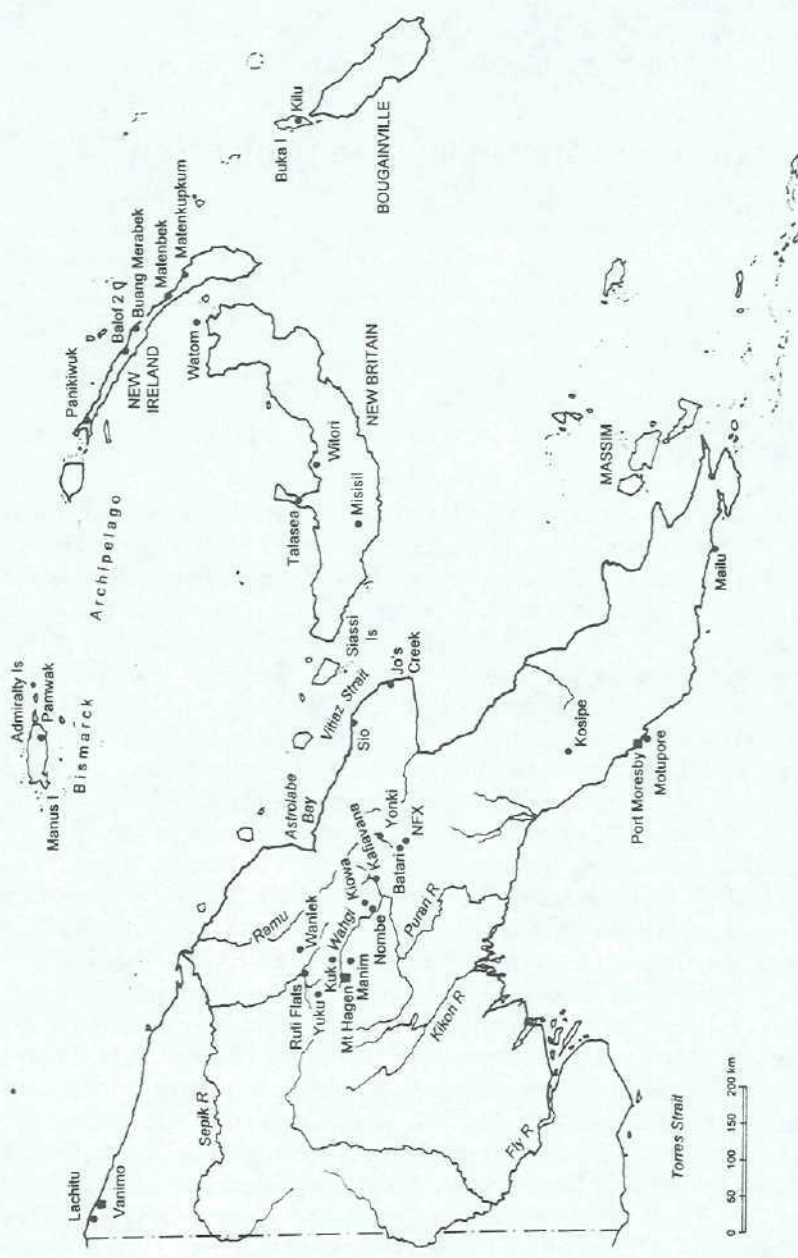 Lachitu
Vanimo
Sepik R
Ramu
Ruti Flats
Wanlek
Yuku
Kuk
Wahgi
Kiowa
Kafiavana
Yonki
Mt Hagen
Manim
Nombe
Batari
NFX
Purari R
Kikori R
Fly R
Torres Strait
0 50 100 150 200 km
Manus I
Admiralty Is
Pamwak
Bismarck
Archipelago
Astrolabe
Bay
Vitiaz Strait
Sio
Siassi
Is
Jo's
Creek
Talasea
Witori
Misisil
NEW BRITAIN
Watom
Panikiwuk
NEW
IRELAND
Balof 2
Buang Merabek
Matenbek
Matenkupkum
Buka I
Kilu
BOUGAINVILLE
Kosipe
Port Moresby
Motupore
Mailu
MASSIM